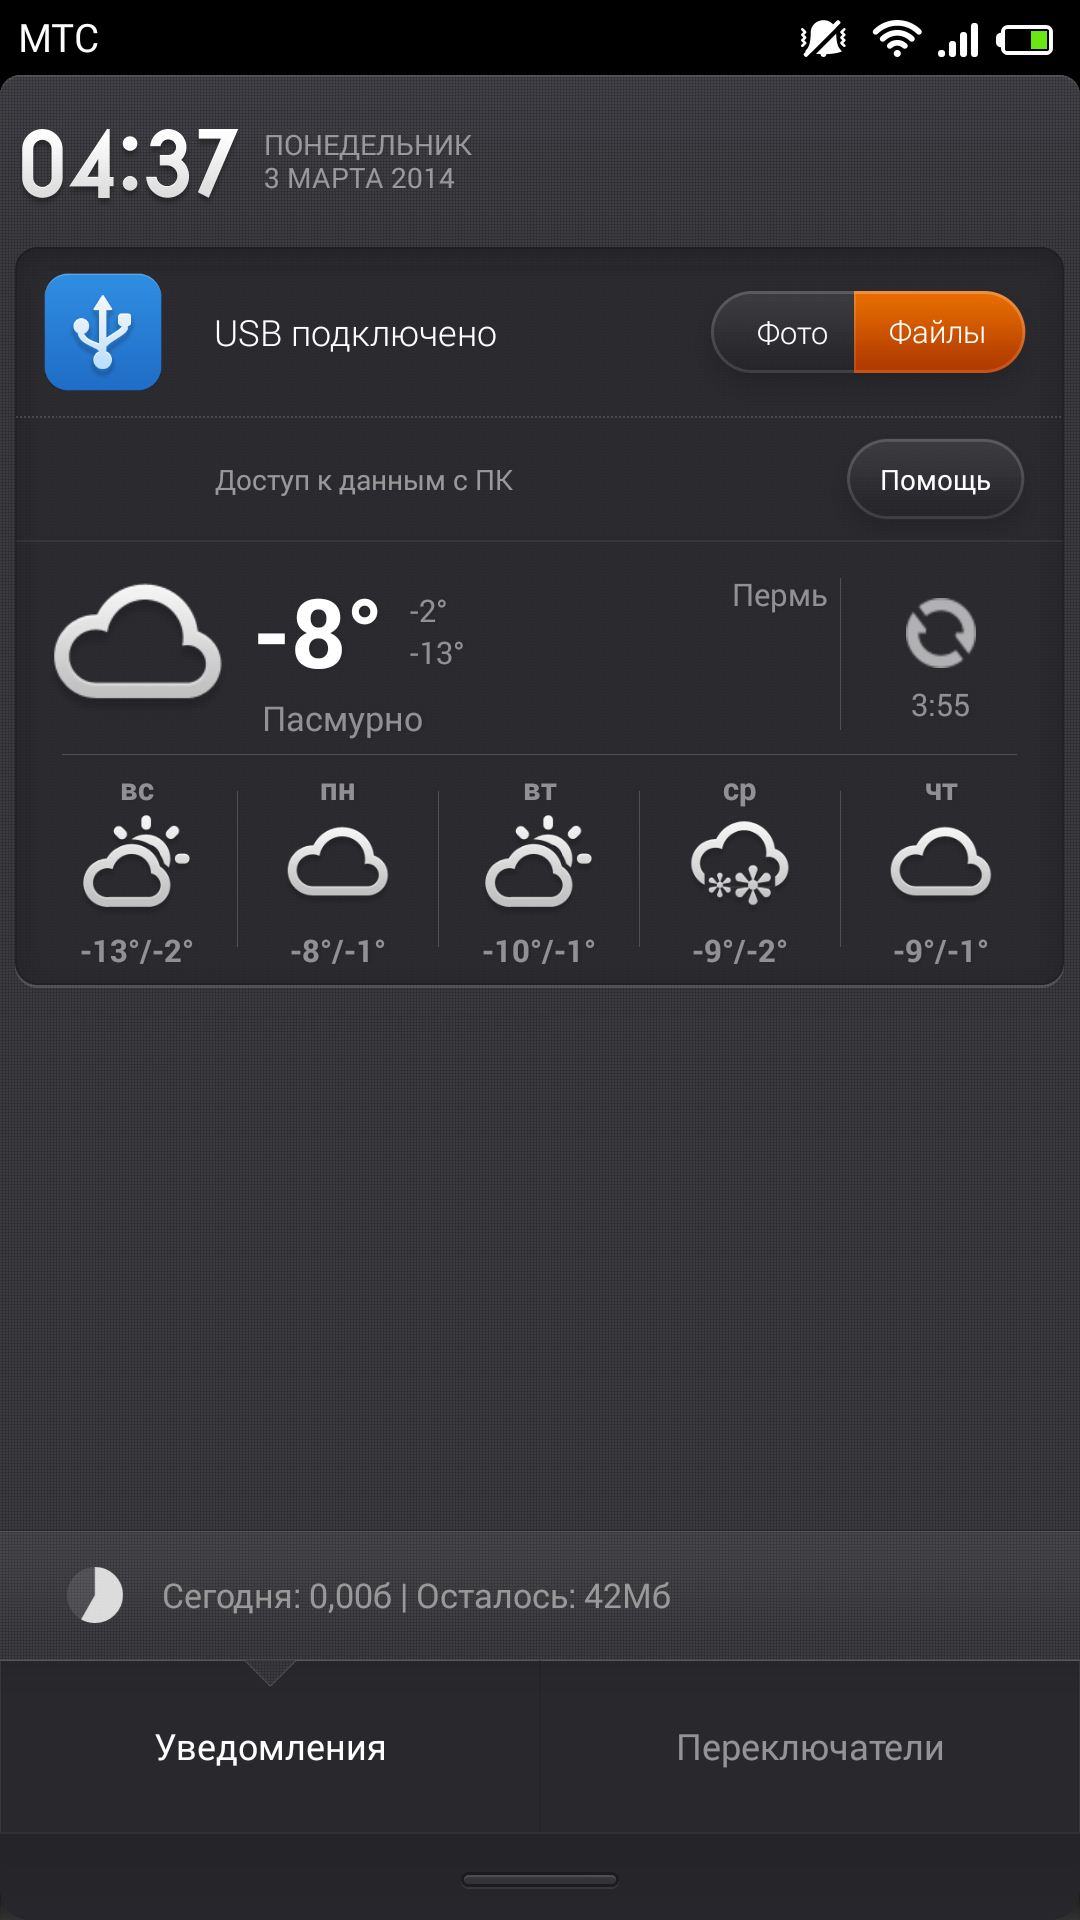 МТС
04:37
ПОНЕДЕЛЬНИК
3 МАРТА 2014
USB подключено
Фото Файлы
Доступ к данным с ПК
Помощь
-8° -2°
-13°
Пасмурно
Пермь
3:55
вс пн вт ср чт
-13°/-2° -8°/-1° -10°/-1° -9°/-2° -9°/-1°
Сегодня: 0,00б | Осталось: 42Мб
Уведомления Переключатели